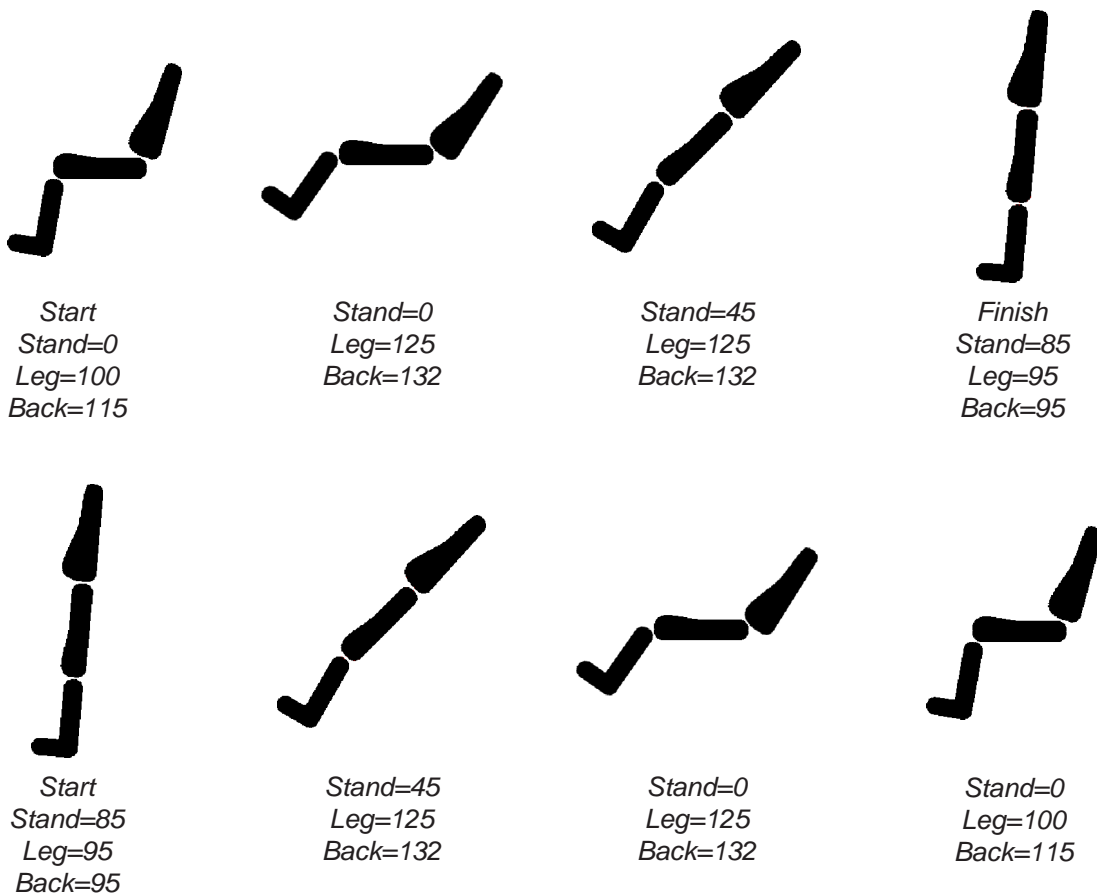 Start
Stand=0
Leg=100
Back=115
Stand=0
Leg=125
Back=132
Stand=45
Leg=125
Back=132
Finish
Stand=85
Leg=95
Back=95
Start
Stand=85
Leg=95
Back=95
Stand=45
Leg=125
Back=132
Stand=0
Leg=125
Back=132
Stand=0
Leg=100
Back=115